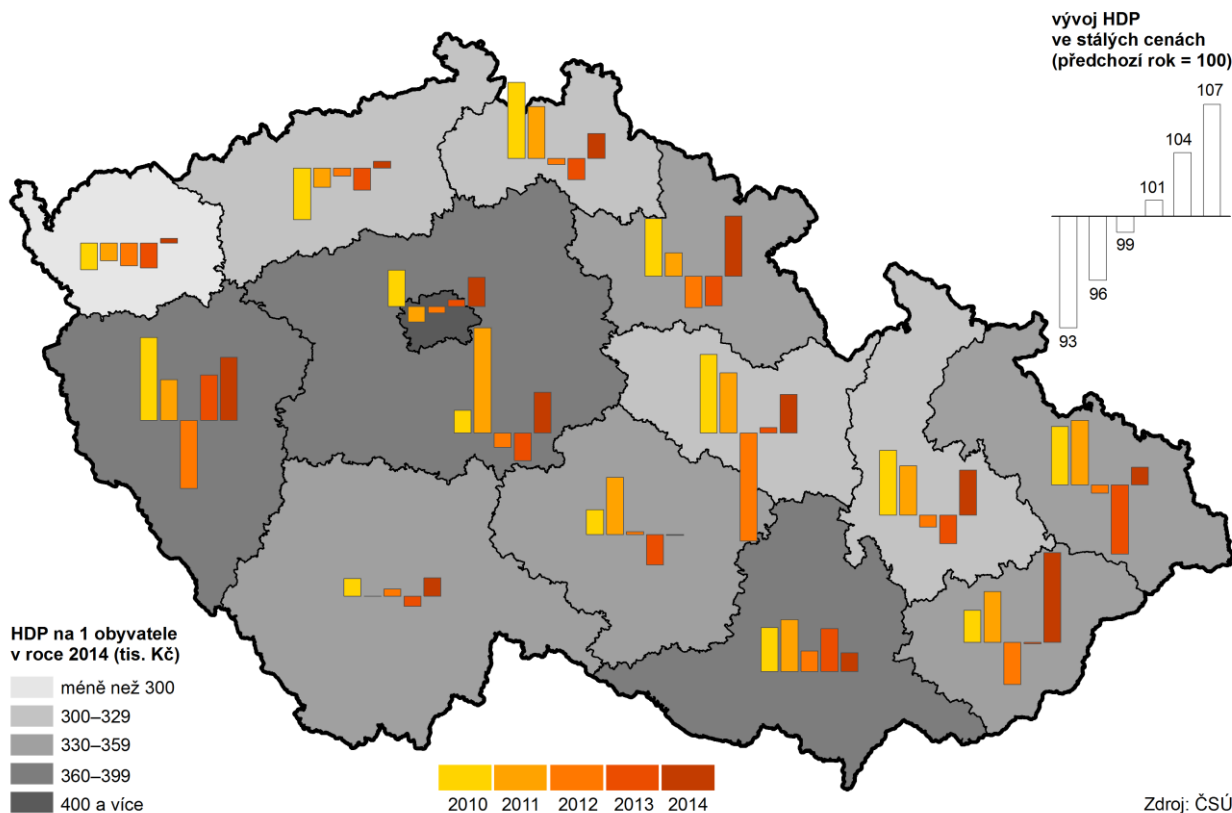 vývoj HDP
ve stálých cenách
(předchozí rok = 100)
107
104
101
99
96
93
HDP na 1 obyvatele
v roce 2014 (tis. Kč)
méně než 300
300–329
330–359
360–399
400 a více
2010 2011 2012 2013 2014
Zdroj: ČSÚ